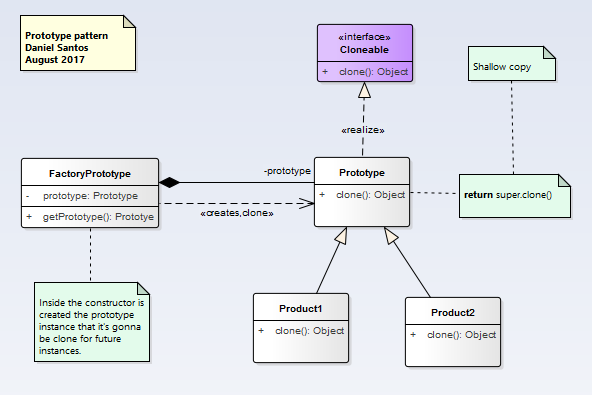 Prototype pattern
Daniel Santos
August 2017
«interface»
Cloneable
+ clone(): Object
Shallow copy
«realize»
FactoryPrototype
- prototype: Prototype
+ getPrototype(): Prototye
-prototype
«creates,clone»
Prototype
+ clone(): Object
return super.clone()
Inside the constructor is
created the prototype
instance that it's gonna
be clone for future
instances.
Product1
+ clone(): Object
Product2
+ clone(): Object